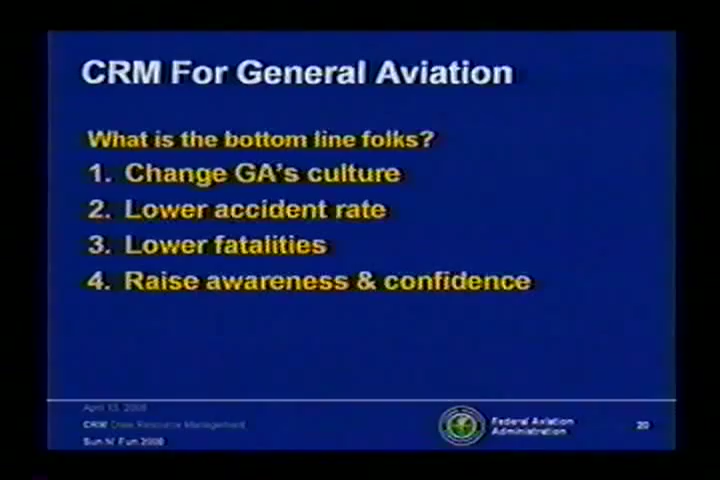 CRM For General Aviation
What is the bottom line folks?
1. Change GA's culture
2. Lower accident rate
3. Lower fatalities
4. Raise awareness & confidence
April 13, 2008
CRM Crew Resource Management
Sun N' Fun 2008
Federal Aviation
Administration
20